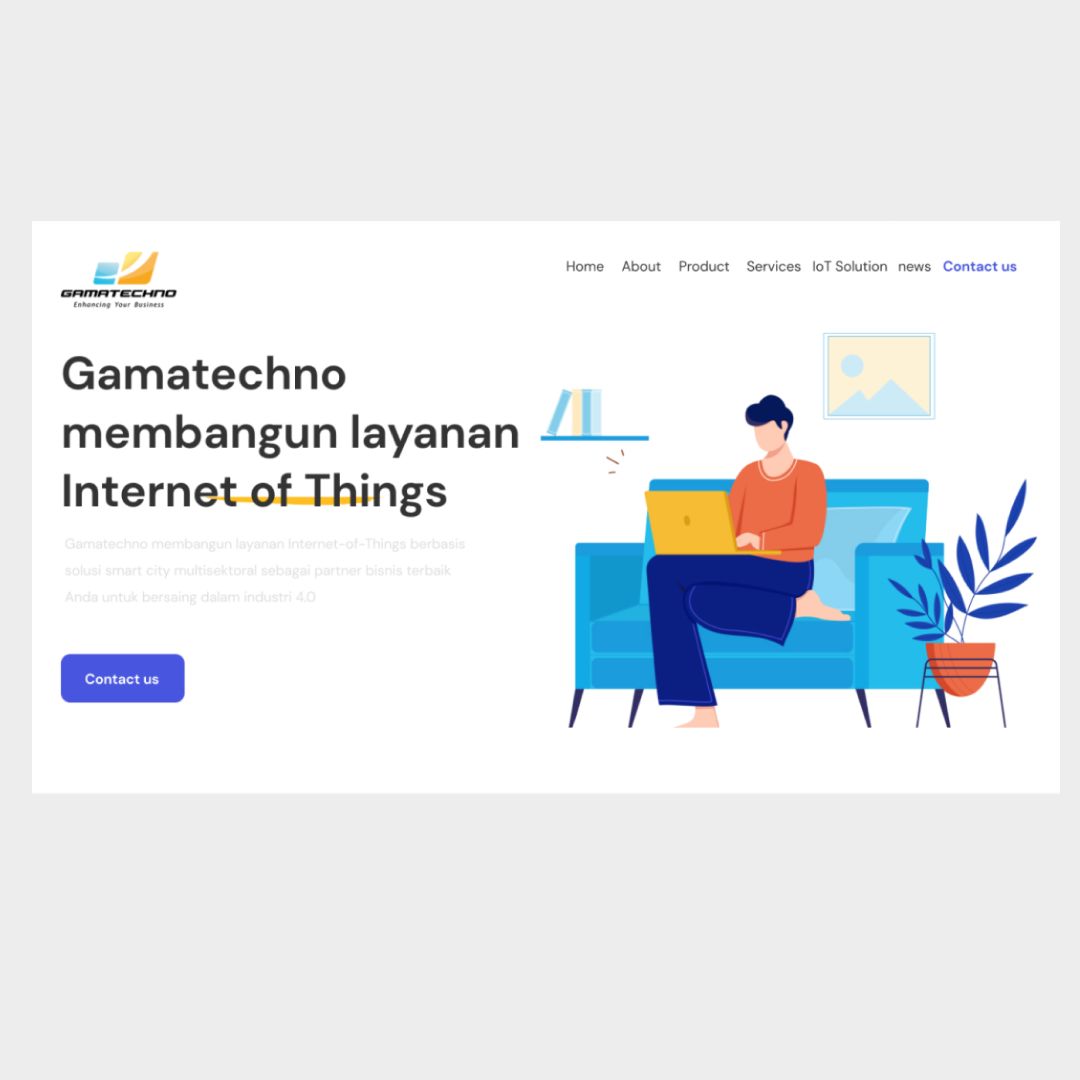 GAMATECHNO
Enhancing Your Business
Home About Product Services IoT Solution news Contact us
Gamatechno
membangun layanan
Internet of Things
Gamatechno membangun layanan Internet-of-Things berbasis
solusi smart city multisektoral sebagai partner bisnis terbaik
Anda untuk bersaing dalam industri 4.0
Contact us